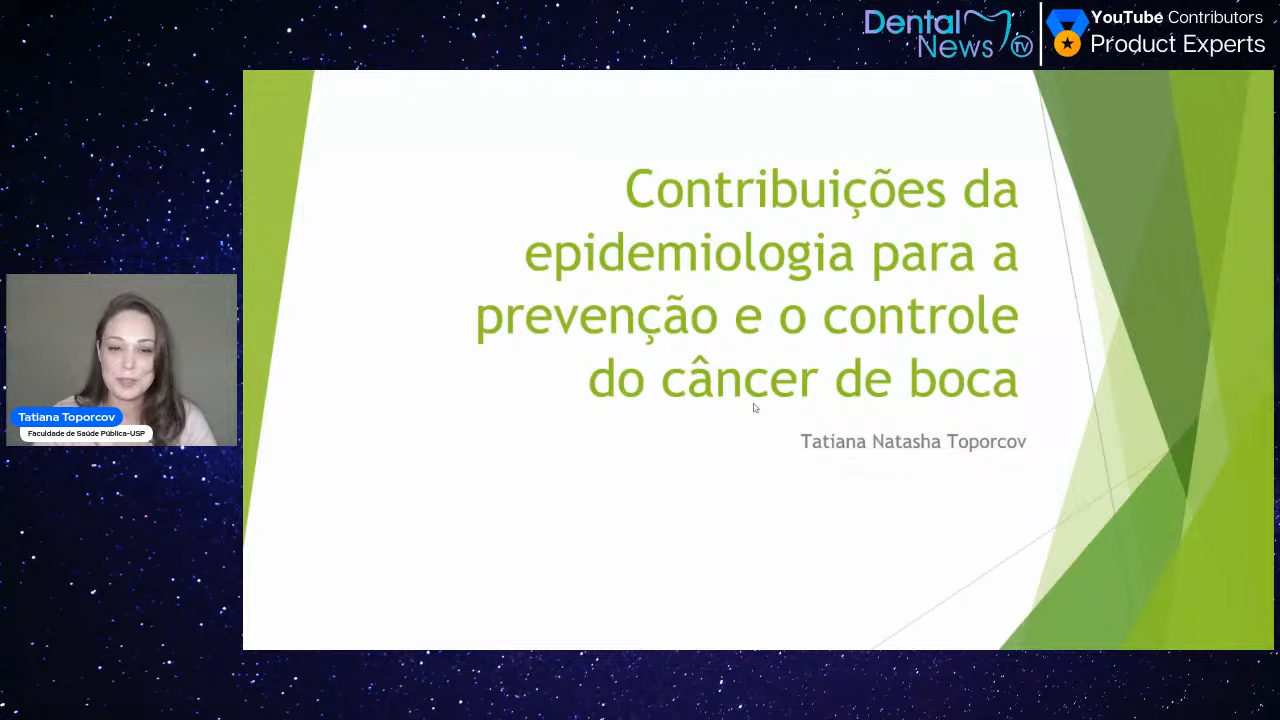 Dental
News TV
YouTube Contributors
Product Experts
Contribuições da
epidemiologia para a
prevenção e o controle
do câncer de boca
Tatiana Natasha Toporcov
Tatiana Toporcov
Faculdade de Saúde Pública-USP